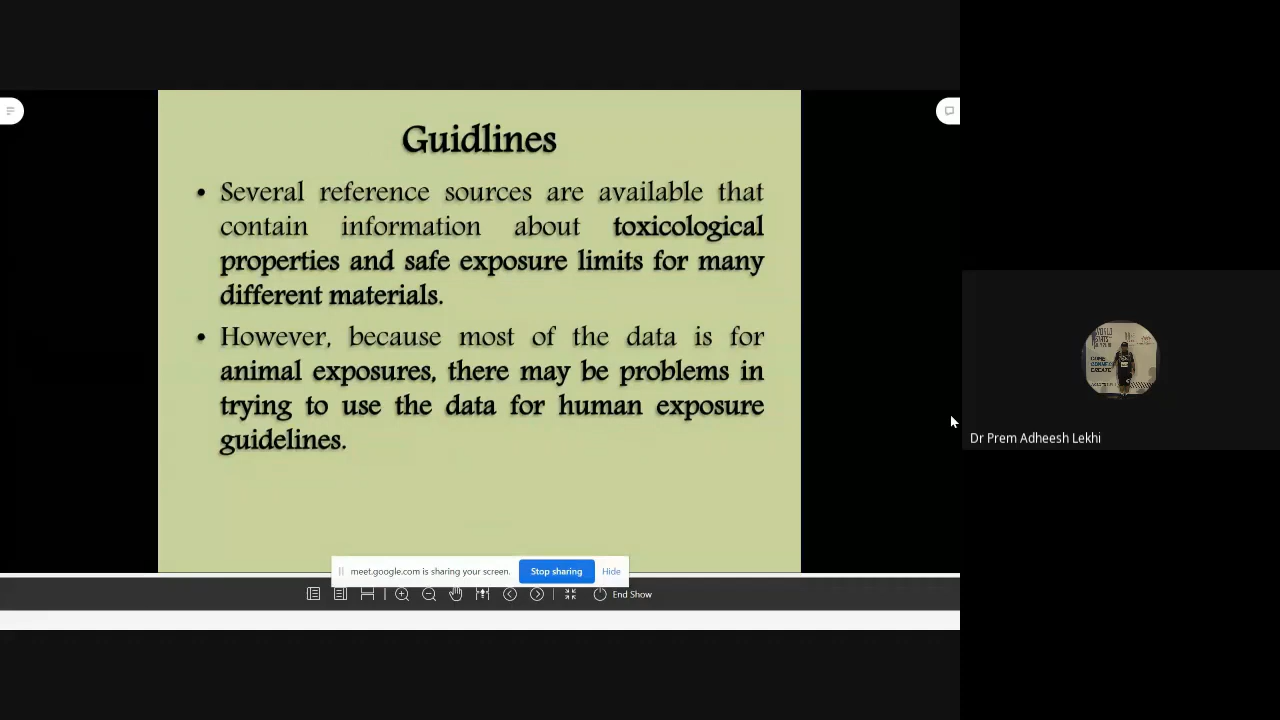 Guidlines
• Several reference sources are available that
contain information about toxicological
properties and safe exposure limits for many
different materials.
• However, because most of the data is for
animal exposures, there may be problems in
trying to use the data for human exposure
guidelines.
Dr Prem Adheesh Lekhi
meet.google.com is sharing your screen.
Stop sharing
Hide
End Show